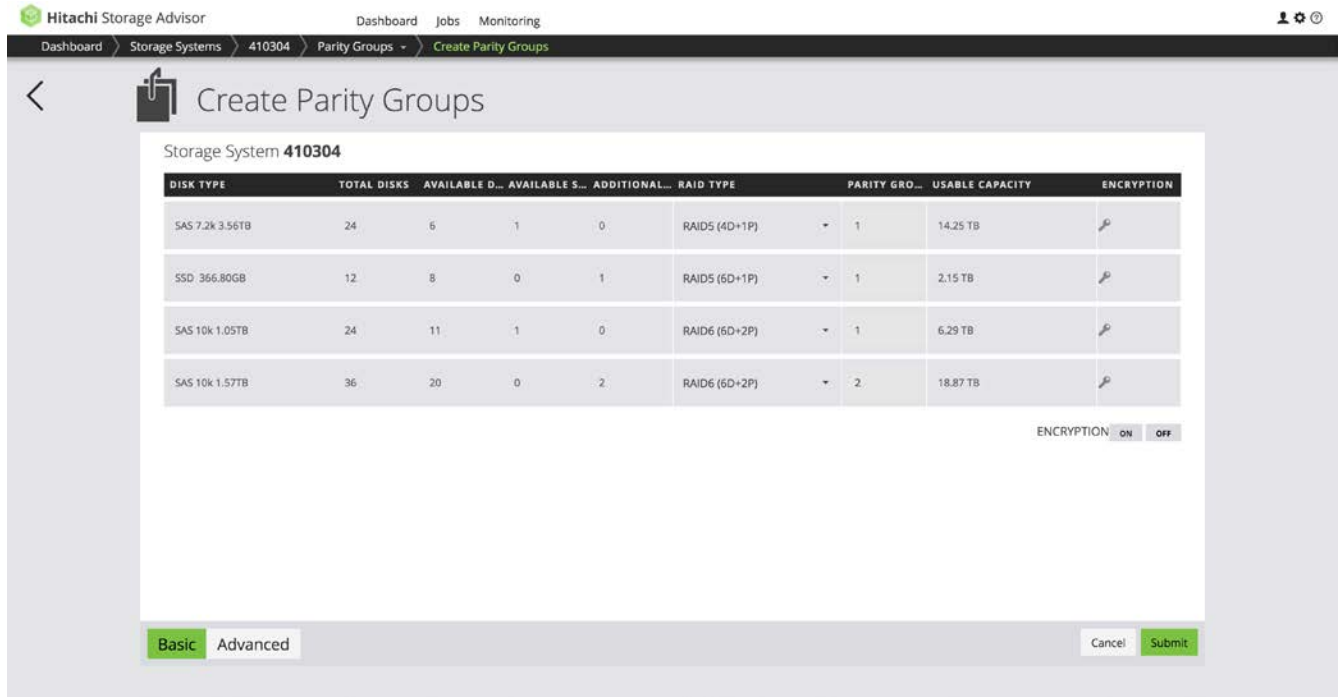 Hitachi Storage Advisor Dashboard Jobs Monitoring
Dashboard Storage Systems 410304 Parity Groups Create Parity Groups
Create Parity Groups
Storage System 410304
DISK TYPE TOTAL DISKS AVAILABLE D... AVAILABLE S... ADDITIONAL... RAID TYPE PARITY GRO... USABLE CAPACITY ENCRYPTION
SAS 7.2k 3.56TB 24 6 1 0 RAID5 (4D+1P) 1 14.25 TB
SSD 366.80GB 12 8 0 1 RAID5 (6D+1P) 1 2.15 TB
SAS 10k 1.05TB 24 11 1 0 RAID6 (6D+2P) 1 6.29 TB
SAS 10k 1.57TB 36 20 0 2 RAID6 (6D+2P) 2 18.87 TB
ENCRYPTION ON OFF
Basic Advanced Cancel Submit